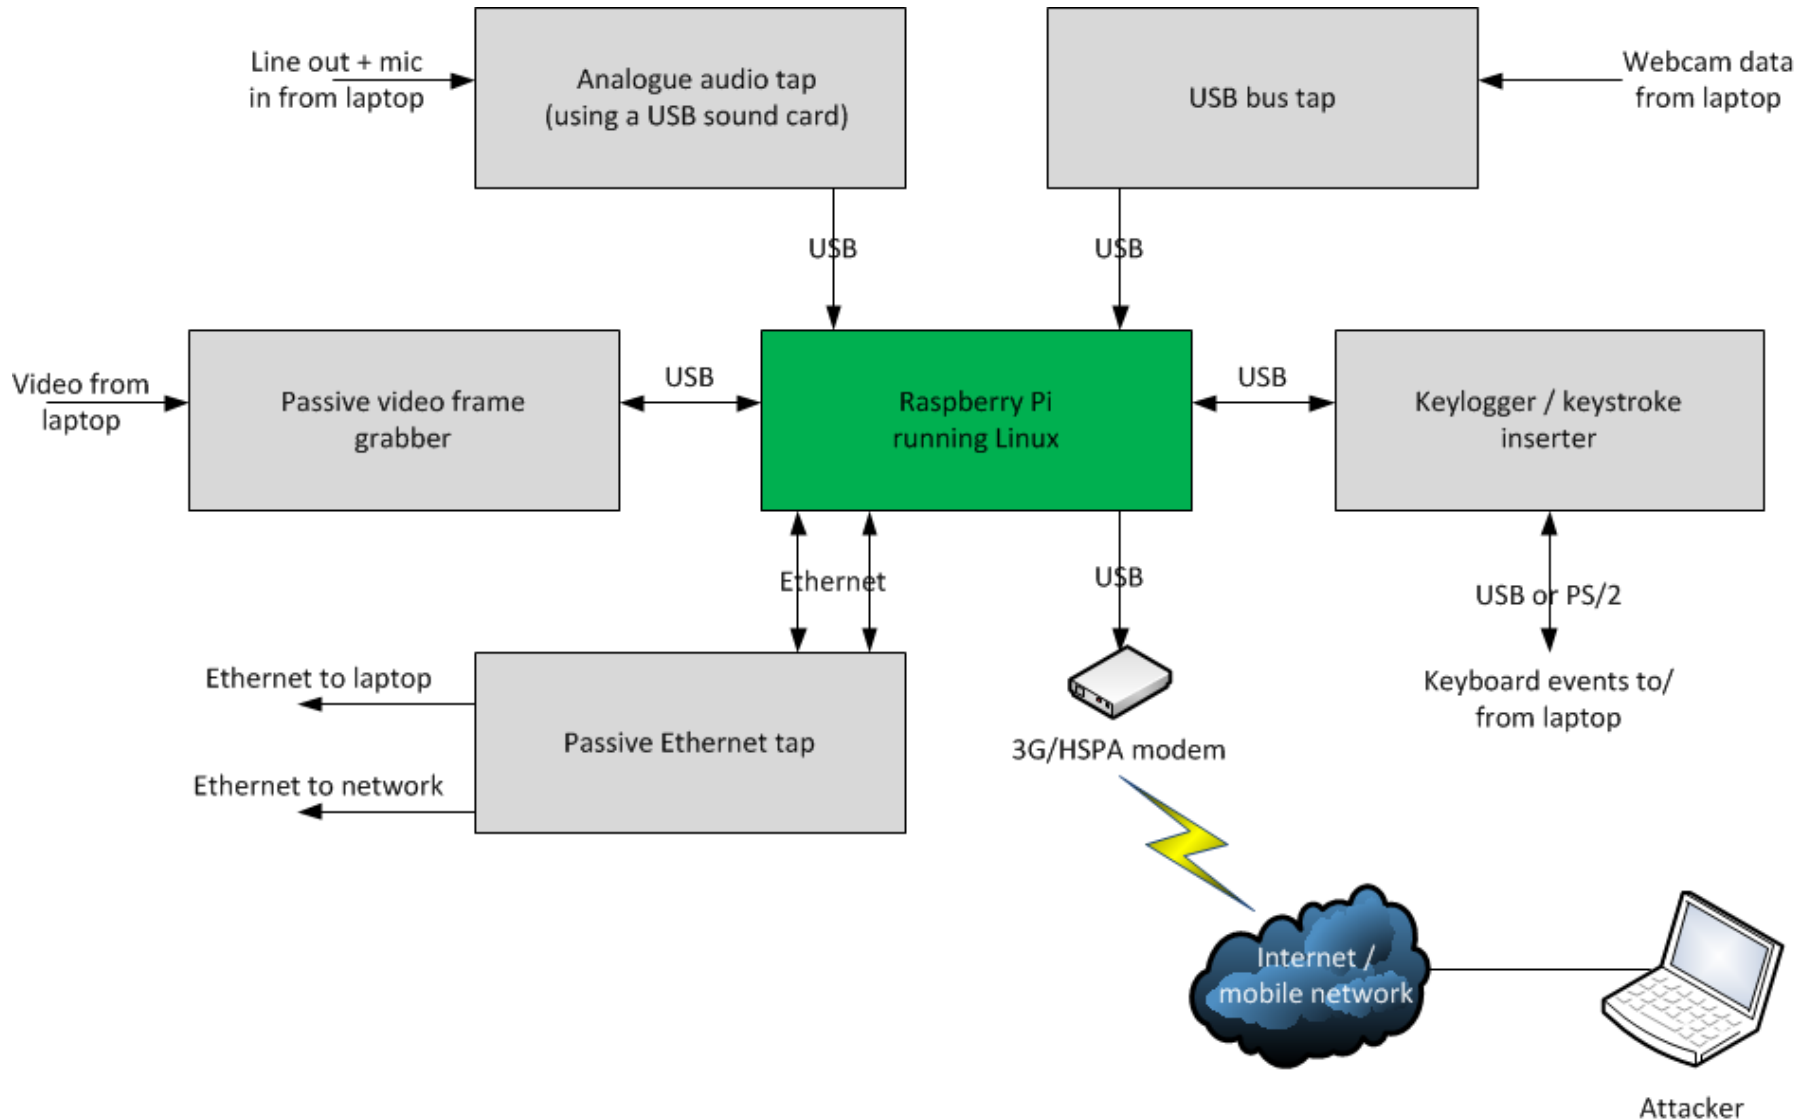 Line out + mic
in from laptop
Analogue audio tap
(using a USB sound card)
USB bus tap
Webcam data
from laptop
USB
USB
Video from
laptop
Passive video frame
grabber
USB
Raspberry Pi
running Linux
USB
Keylogger / keystroke
inserter
Ethernet
USB
USB or PS/2
Ethernet to laptop
Passive Ethernet tap
Ethernet to network
3G/HSPA modem
Keyboard events to/
from laptop
Internet /
mobile network
Attacker